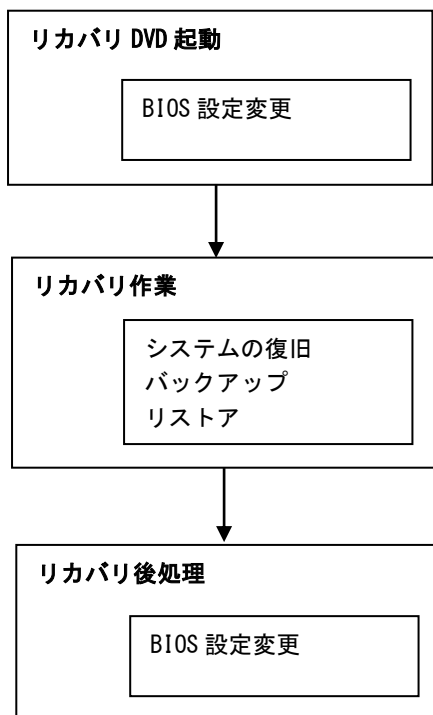 リカバリ DVD 起動
BIOS 設定変更
リカバリ作業
システムの復旧
バックアップ
リストア
リカバリ後処理
BIOS 設定変更